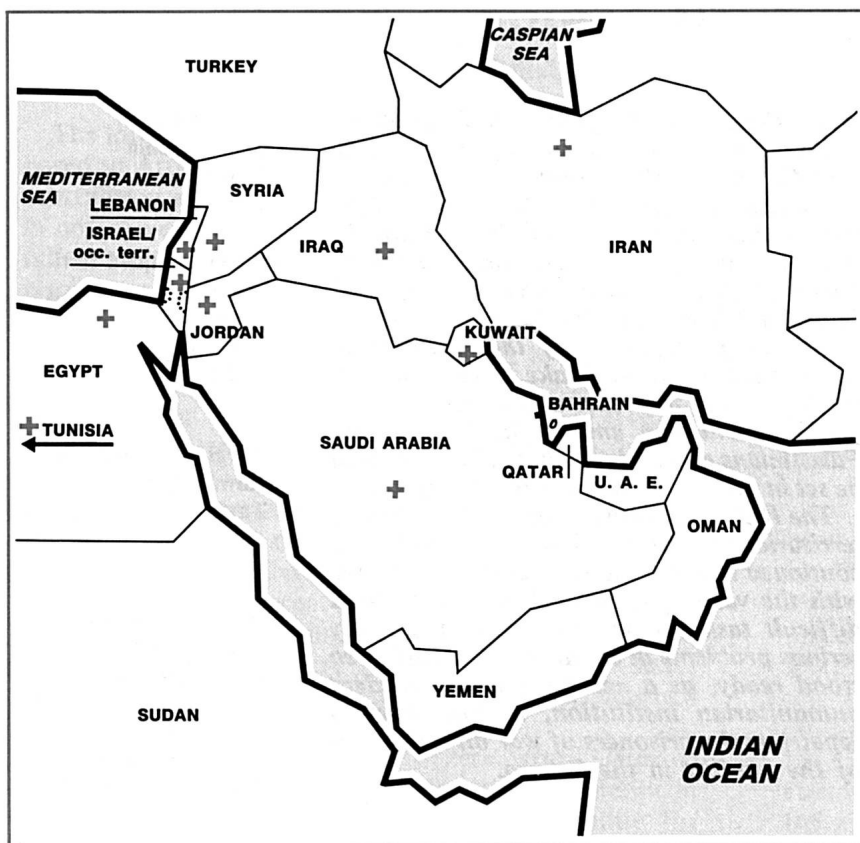 CASPIAN
SEA
TURKEY
MEDITERRANEAN
SEA
SYRIA
LEBANON
ISRAEL/
occ. terr.
IRAQ
IRAN
JORDAN
KUWAIT
EGYPT
BAHRAIN
TUNISIA
SAUDI ARABIA
QATAR
U. A. E.
OMAN
YEMEN
SUDAN
INDIAN
OCEAN